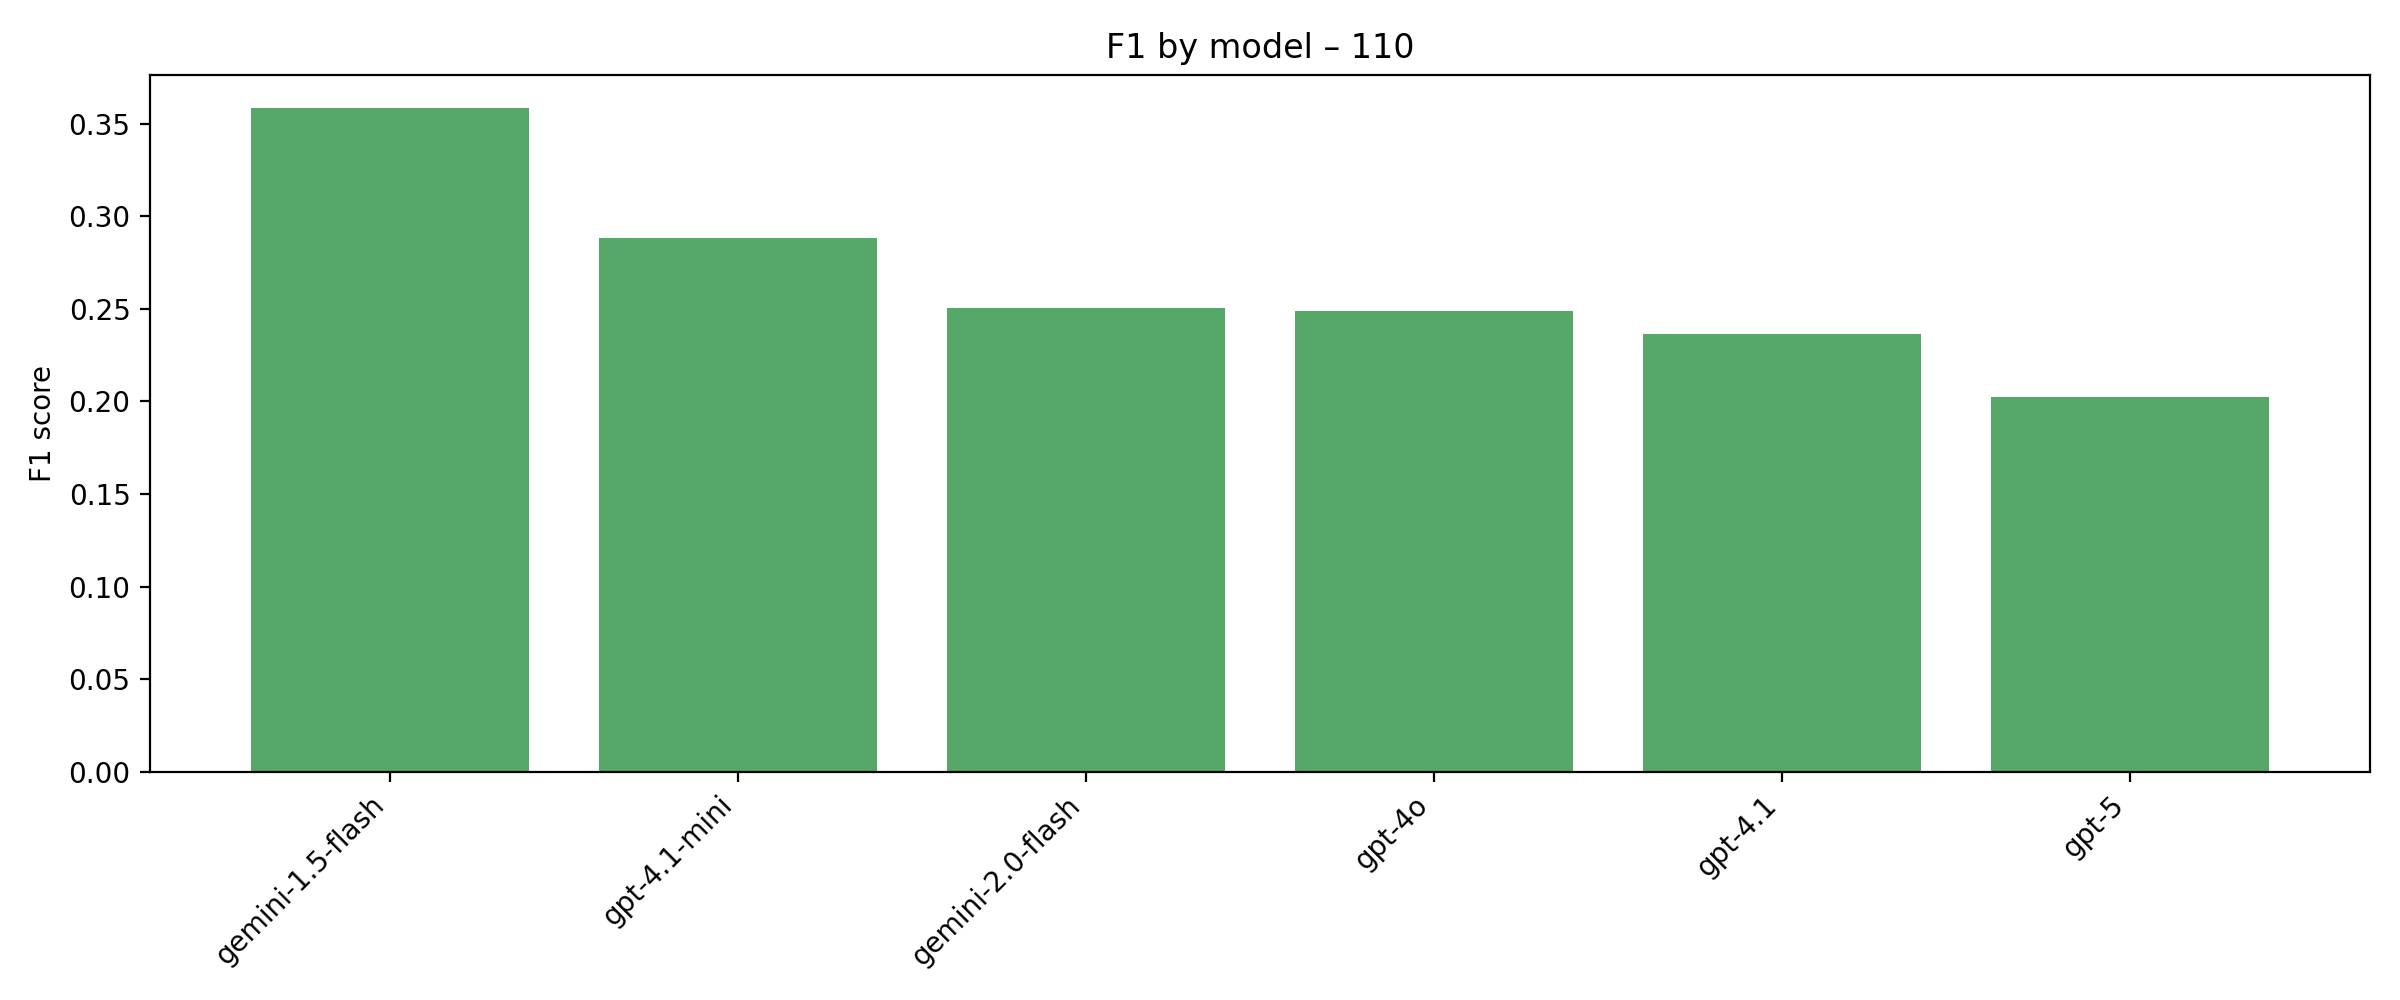 F1 by model – 110
F1 score
0.35
0.30
0.25
0.20
0.15
0.10
0.05
0.00
gemini-1.5-flash
gpt-4.1-mini
gemini-2.0-flash
gpt-4o
gpt-4.1
gpt-5